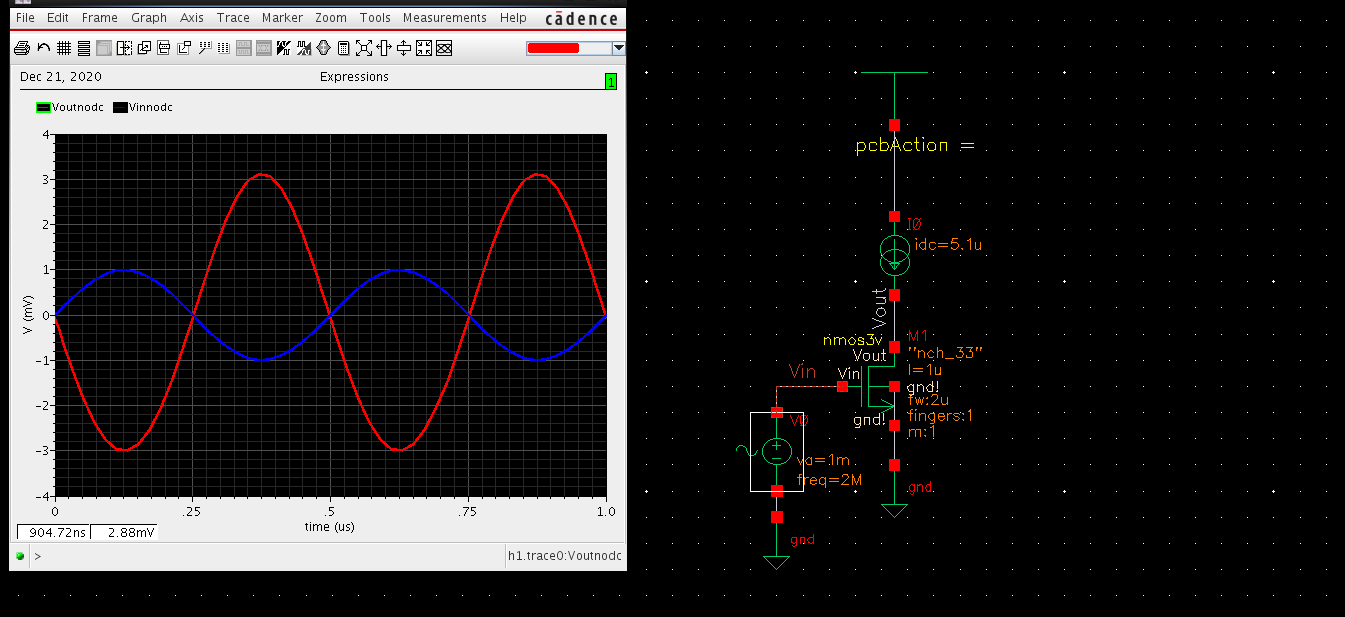 File Edit Frame Graph Axis Trace Marker Zoom Tools Measurements Help cādence
Dec 21, 2020 Expressions 1
Voutnodc Vinnodc
4
3
2
1
0
-1
-2
-3
-4
V (mV)
0 .25 .5 .75 1.0
time (us)
904.72ns 2.88mV
> h1.trace0:Voutnodc
pcbAction =
I0
idc=5.1u
Vout
nmos3v
M1
Vout
"nch_33"
l=1u
Vin
Vin
gnd!
fw:2u
gnd!
fingers:1
m:1
V0
+
−
va=1m
freq=2M
gnd
gnd